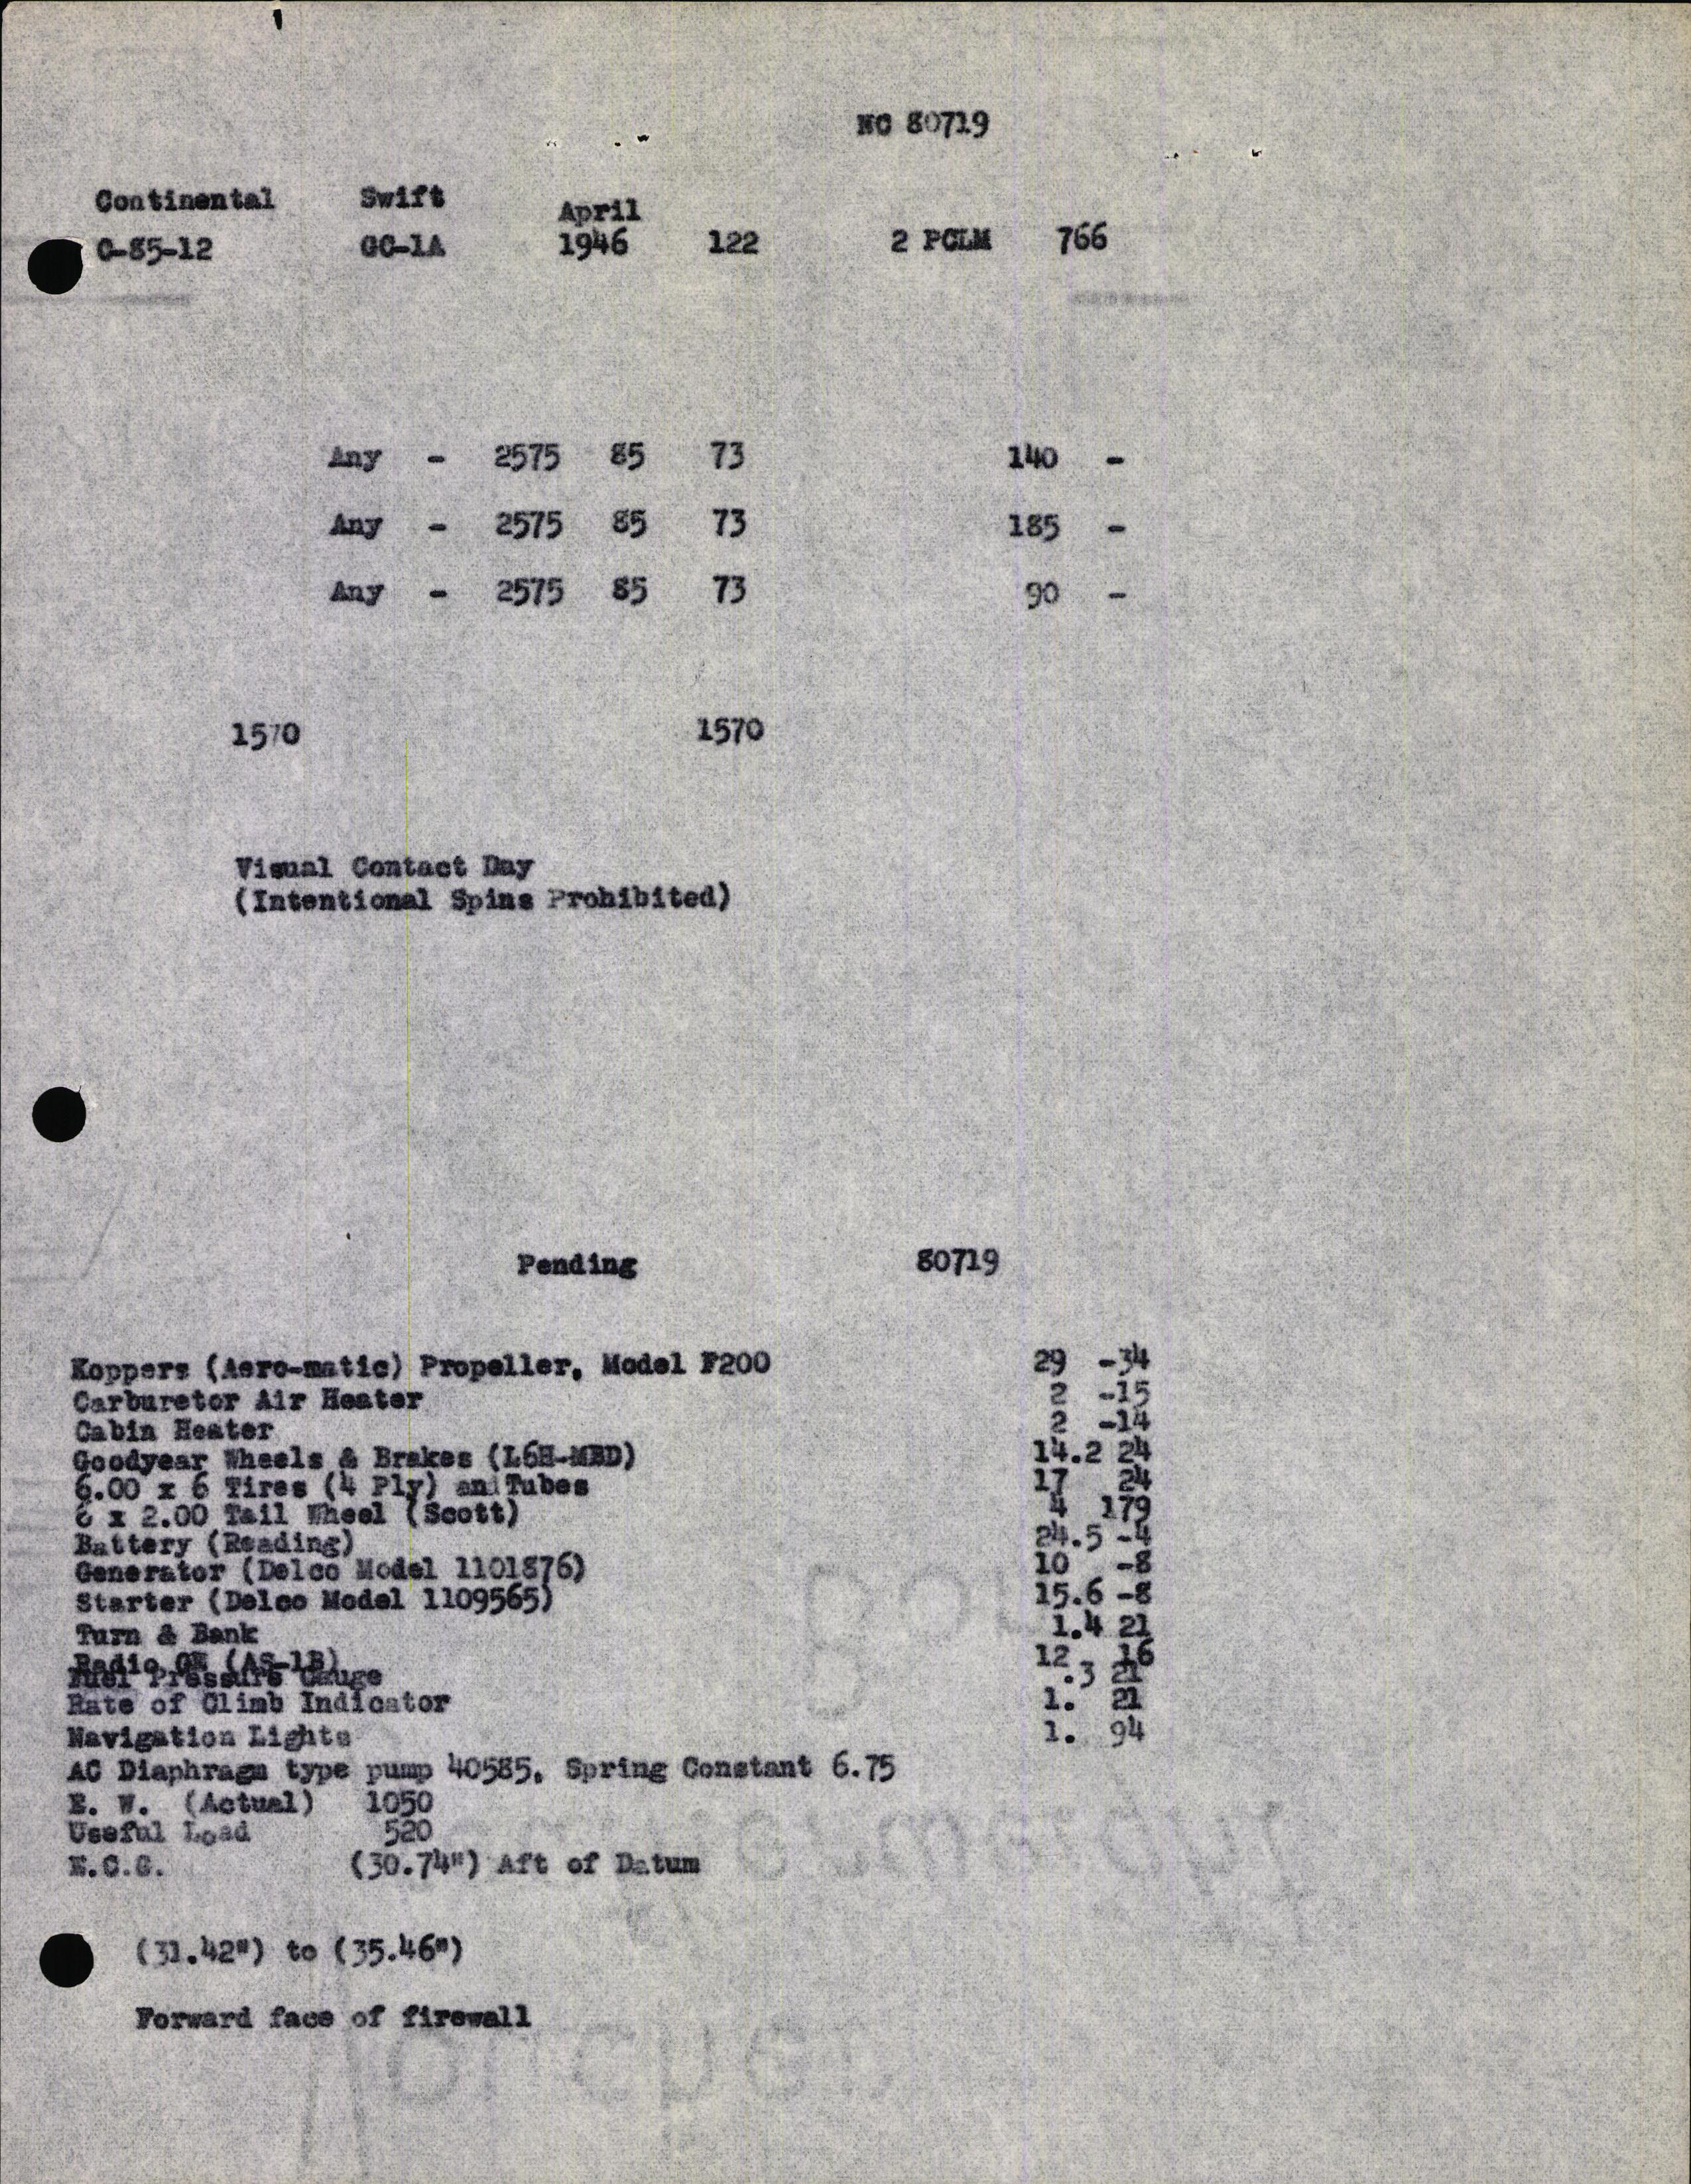 NC 80719
Continental Swift April
C-85-12 GC-1A 1946 122 2 PCLM 766
Any - 2575 85 73 140 -
Any - 2575 85 73 185 -
Any - 2575 85 73 90 -
1570 1570
Visual Contact Day
(Intentional Spins Prohibited)
Pending 80719
Koppers (Aero-matic) Propeller, Model F200 29 -34
Carburetor Air Heater 2 -15
Cabin Heater 2 -14
Goodyear Wheels & Brakes (L6H-MBD) 14.2 24
6.00 x 6 Tires (4 Ply) and Tubes 17 24
6 x 2.00 Tail Wheel (Scott) 4 179
Battery (Reading) 24.5 -4
Generator (Delco Model 1101876) 10 -8
Starter (Delco Model 1109565) 15.6 -8
Turn & Bank 1.4 21
Radio GE (AS-1B) 12 16
Fuel Pressure Gauge .3 21
Rate of Climb Indicator 1. 21
Navigation Lights 1. 94
AC Diaphragm type pump 40585, Spring Constant 6.75
E. W. (Actual) 1050
Useful Load 520
E.C.G. (30.74") Aft of Datum
(31.42") to (35.46")
Forward face of firewall